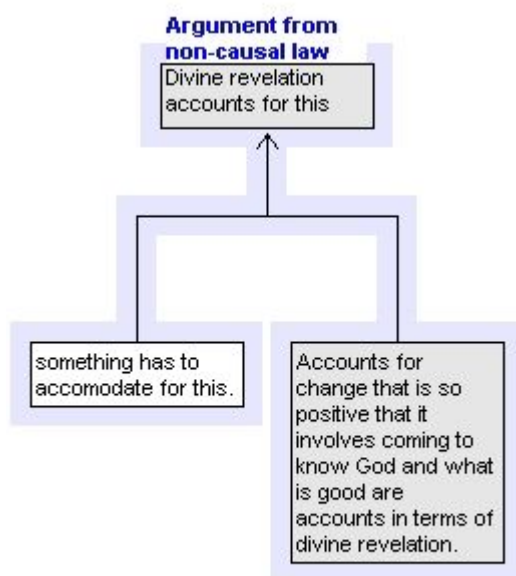 Argument from
non-causal law
Divine revelation
accounts for this
something has to
accomodate for this.
Accounts for
change that is so
positive that it
involves coming to
know God and what
is good are
accounts in terms of
divine revelation.